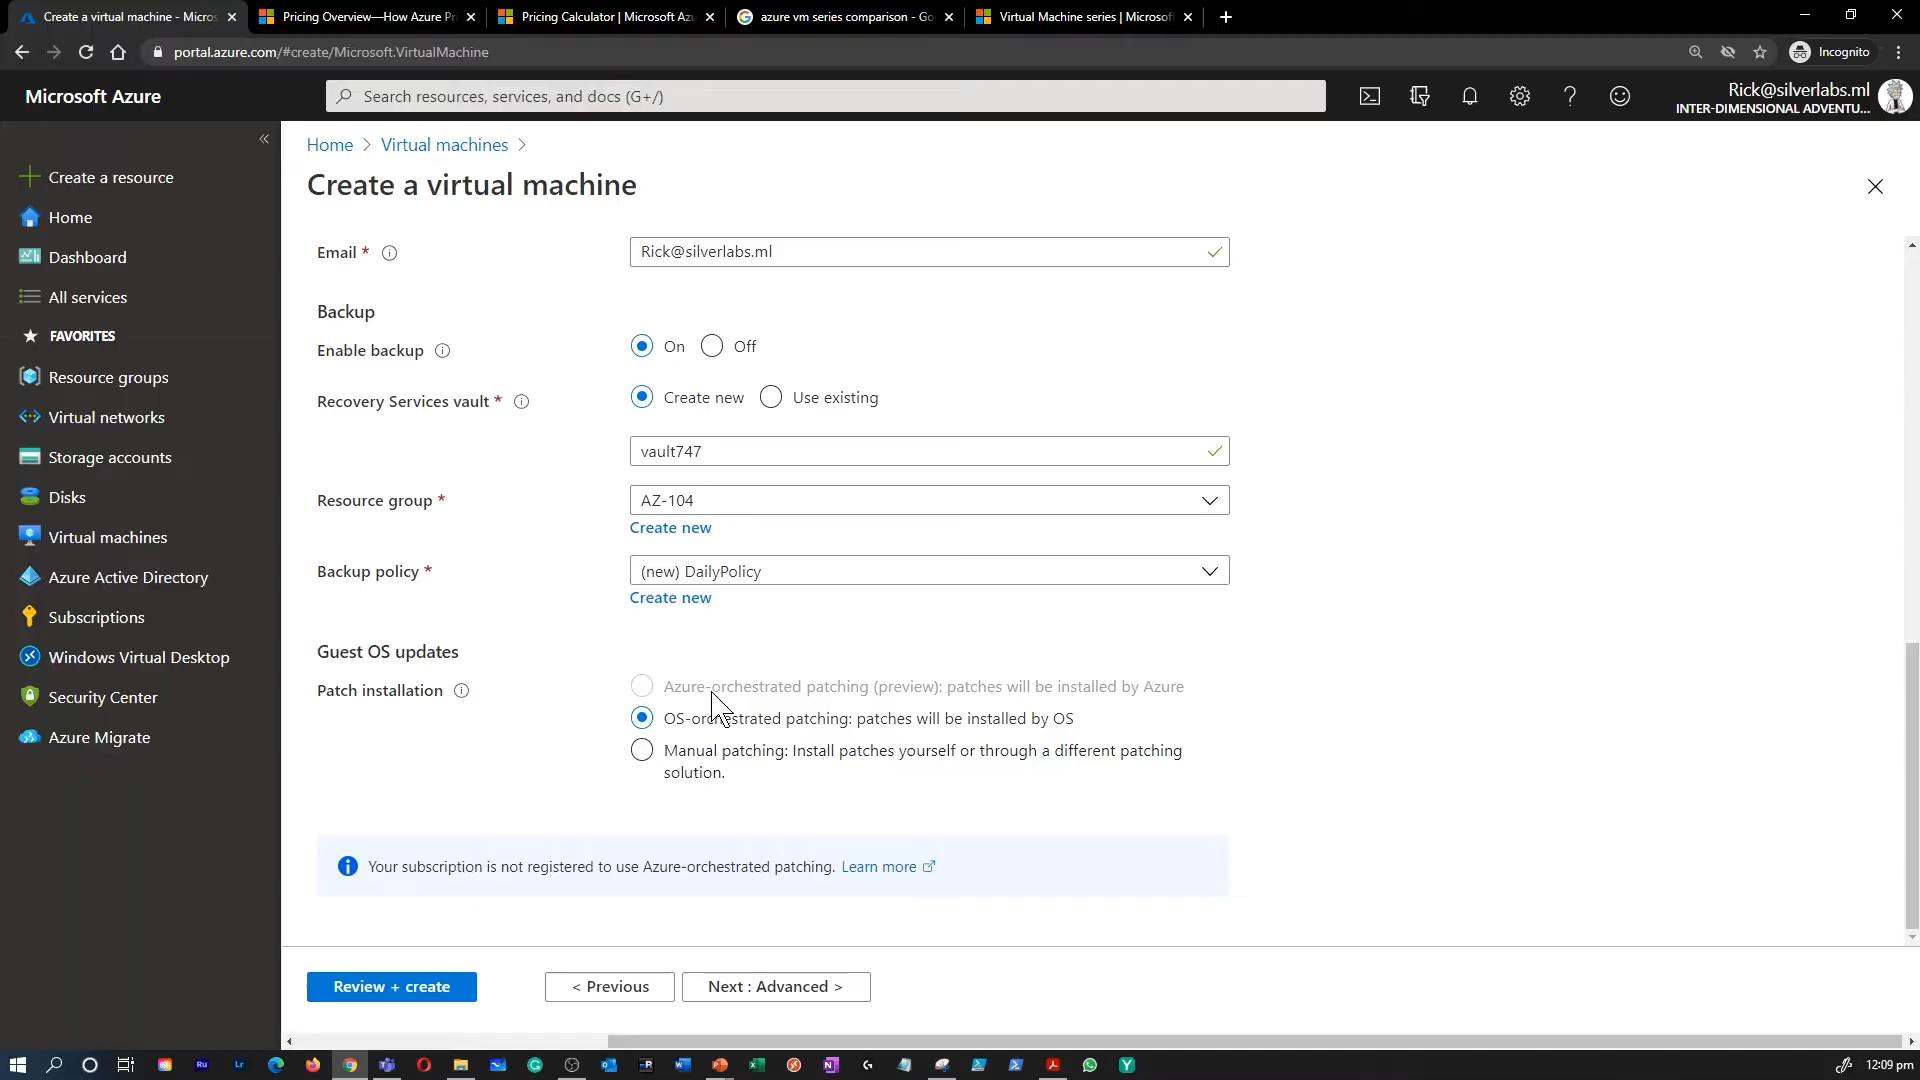 Create a virtual machine - Micros
Pricing Overview—How Azure Pri
Pricing Calculator | Microsoft Azu
azure vm series comparison - Go
Virtual Machine series | Microsoft
portal.azure.com/#create/Microsoft.VirtualMachine
Incognito
Microsoft Azure
Search resources, services, and docs (G+/)
Rick@silverlabs.ml
INTER-DIMENSIONAL ADVENTU...
Create a resource
Home
Dashboard
All services
FAVORITES
Resource groups
Virtual networks
Storage accounts
Disks
Virtual machines
Azure Active Directory
Subscriptions
Windows Virtual Desktop
Security Center
Azure Migrate
Home > Virtual machines >
Create a virtual machine
Email *
Rick@silverlabs.ml
Backup
Enable backup
On
Off
Recovery Services vault *
Create new
Use existing
vault747
Resource group *
AZ-104
Create new
Backup policy *
(new) DailyPolicy
Create new
Guest OS updates
Patch installation
Azure-orchestrated patching (preview): patches will be installed by Azure
OS-orchestrated patching: patches will be installed by OS
Manual patching: Install patches yourself or through a different patching
solution.
Your subscription is not registered to use Azure-orchestrated patching. Learn more
Review + create
< Previous
Next : Advanced >
12:09 pm